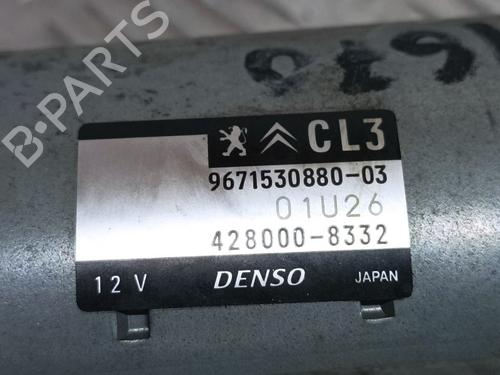 CL3
9671530880-03
01U26
428000-8332
12 V DENSO JAPAN
B-PARTS